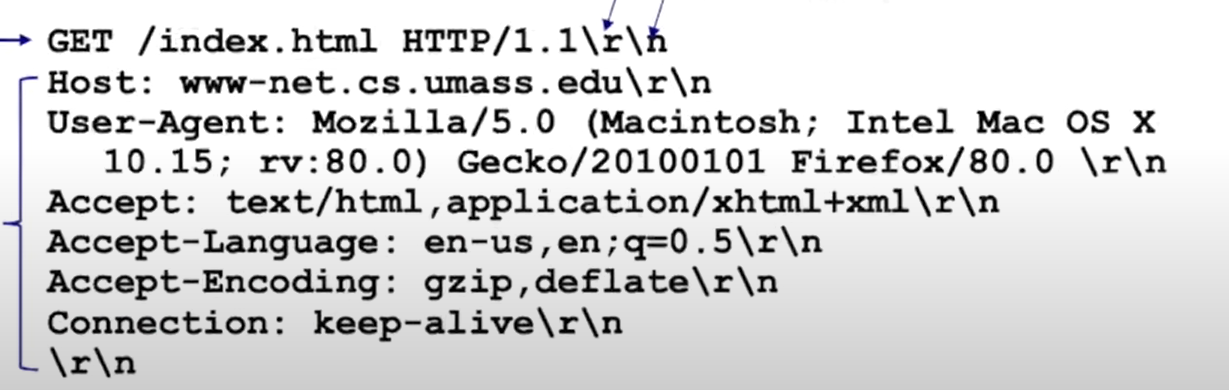 GET /index.html HTTP/1.1\r\n
Host: www-net.cs.umass.edu\r\n
User-Agent: Mozilla/5.0 (Macintosh; Intel Mac OS X
10.15; rv:80.0) Gecko/20100101 Firefox/80.0 \r\n
Accept: text/html,application/xhtml+xml\r\n
Accept-Language: en-us,en;q=0.5\r\n
Accept-Encoding: gzip,deflate\r\n
Connection: keep-alive\r\n
\r\n